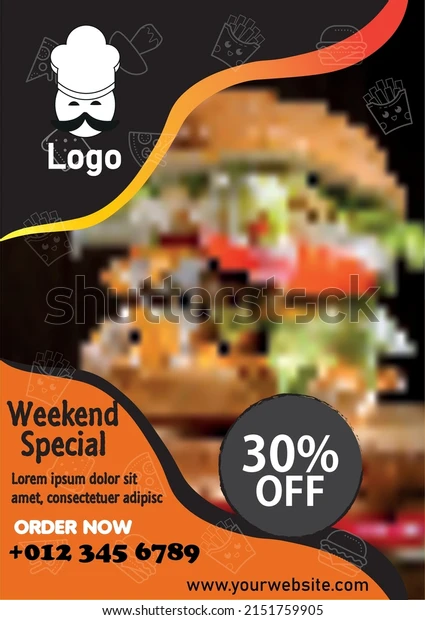 Logo
shutterstock
Weekend
Special
Lorem ipsum dolor sit
amet, consectetuer adipisc
ORDER NOW
+012 345 6789
30%
OFF
www.yourwebsite.com
shutterstock.com · 2151759905